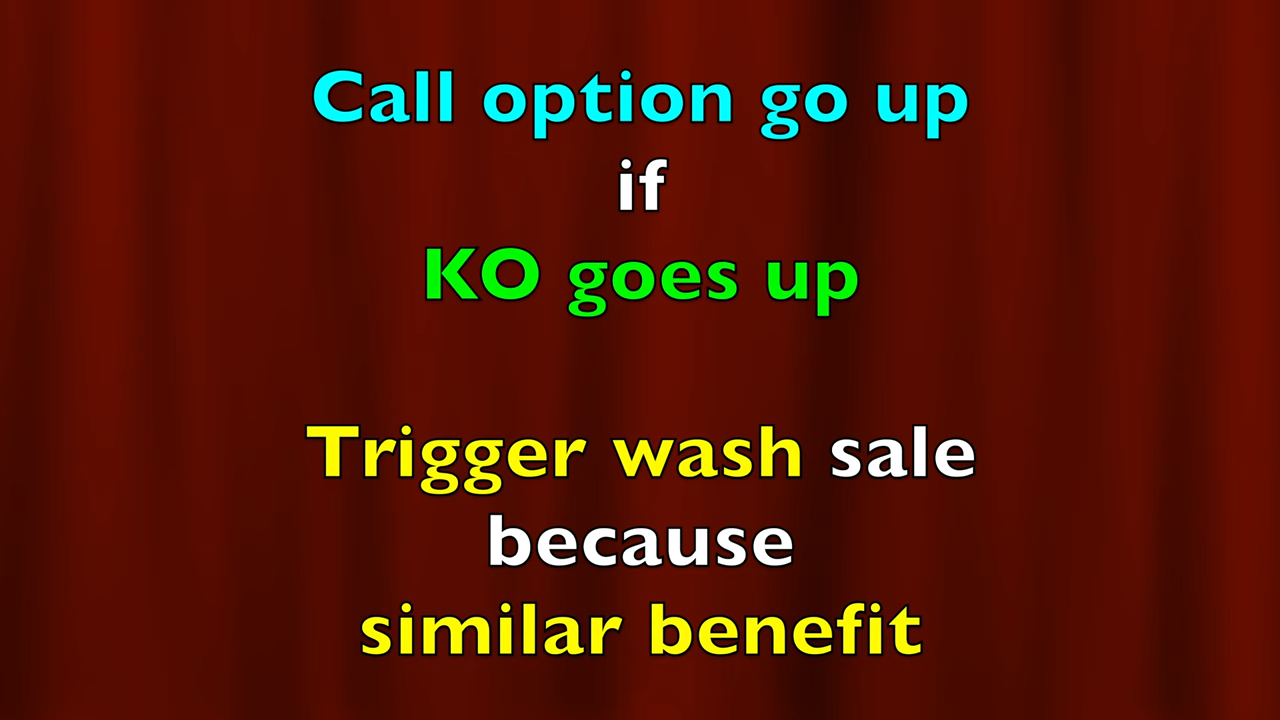 Call option go up
if
KO goes up
Trigger wash sale
because
similar benefit